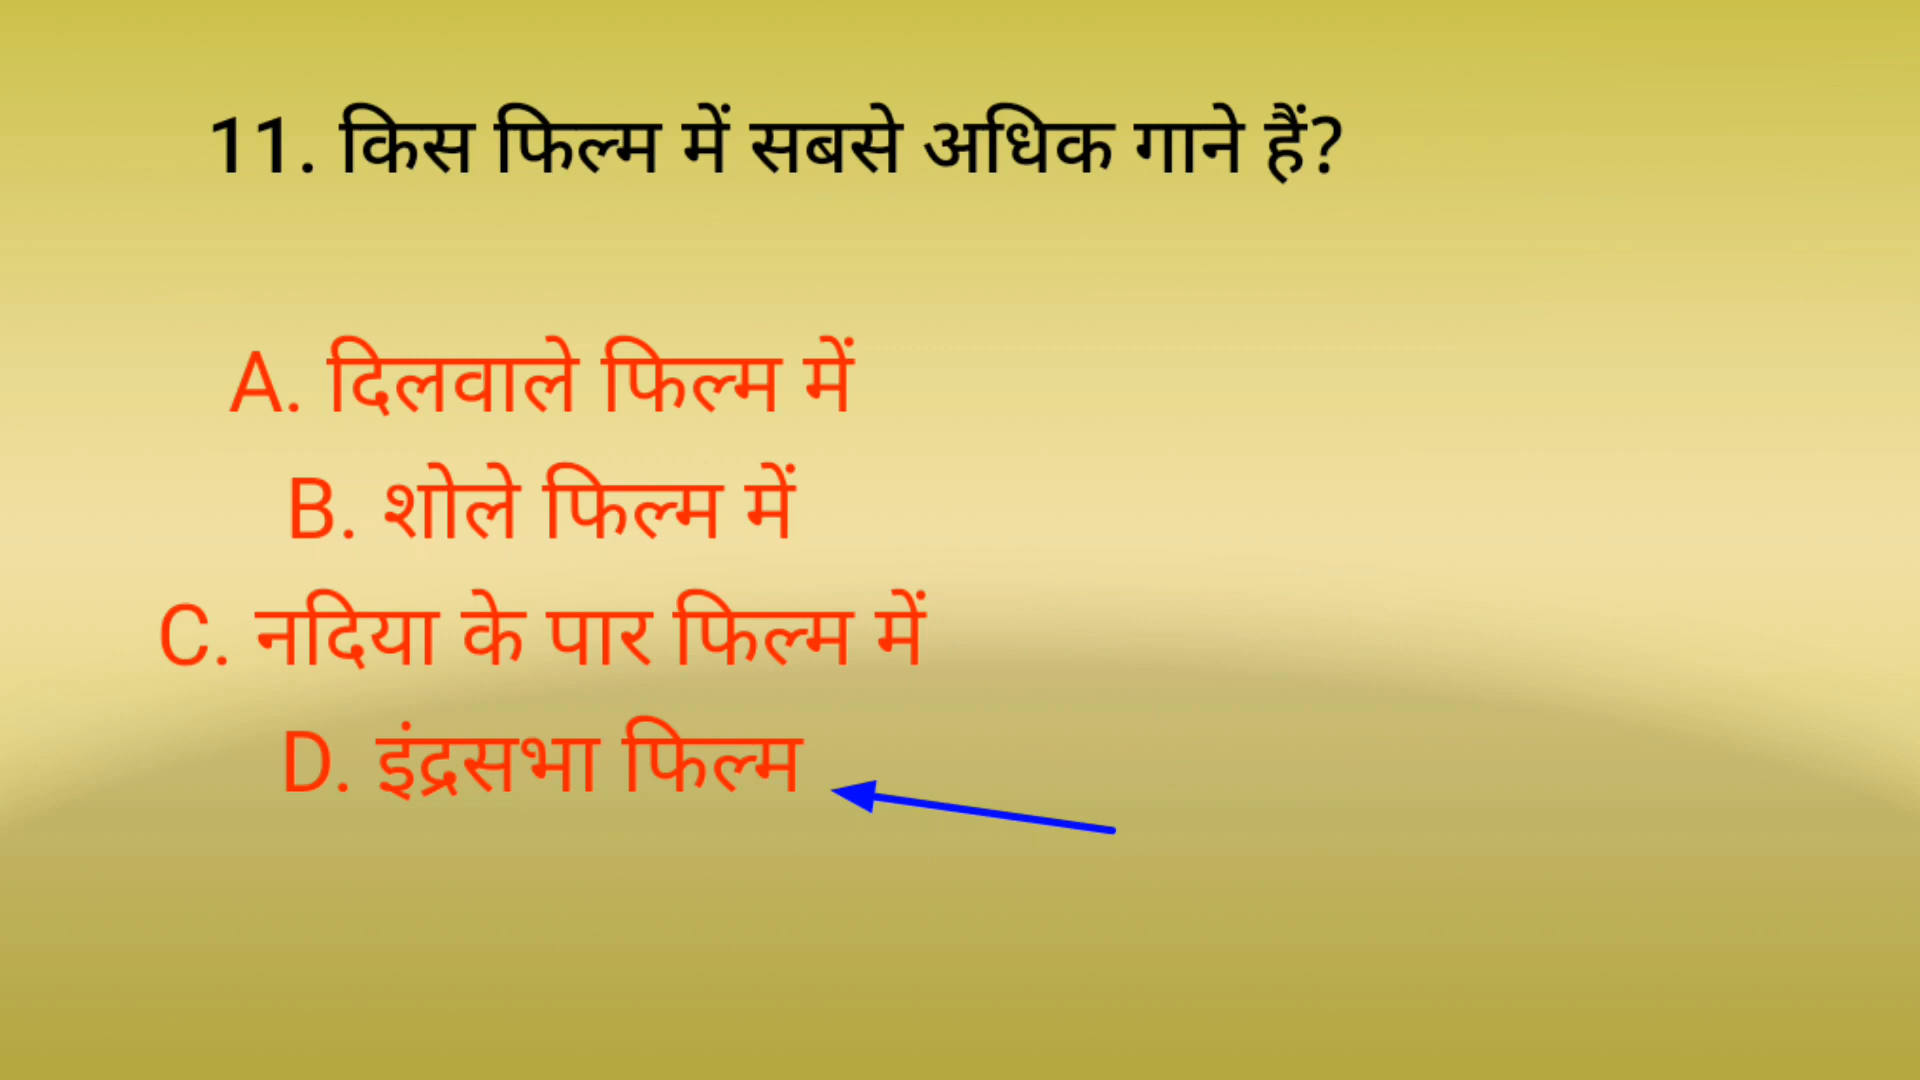 11. किस फिल्म में सबसे अधिक गाने हैं?
A. दिलवाले फिल्म में
B. शोले फिल्म में
C. नदिया के पार फिल्म में
D. इंद्रसभा फिल्म